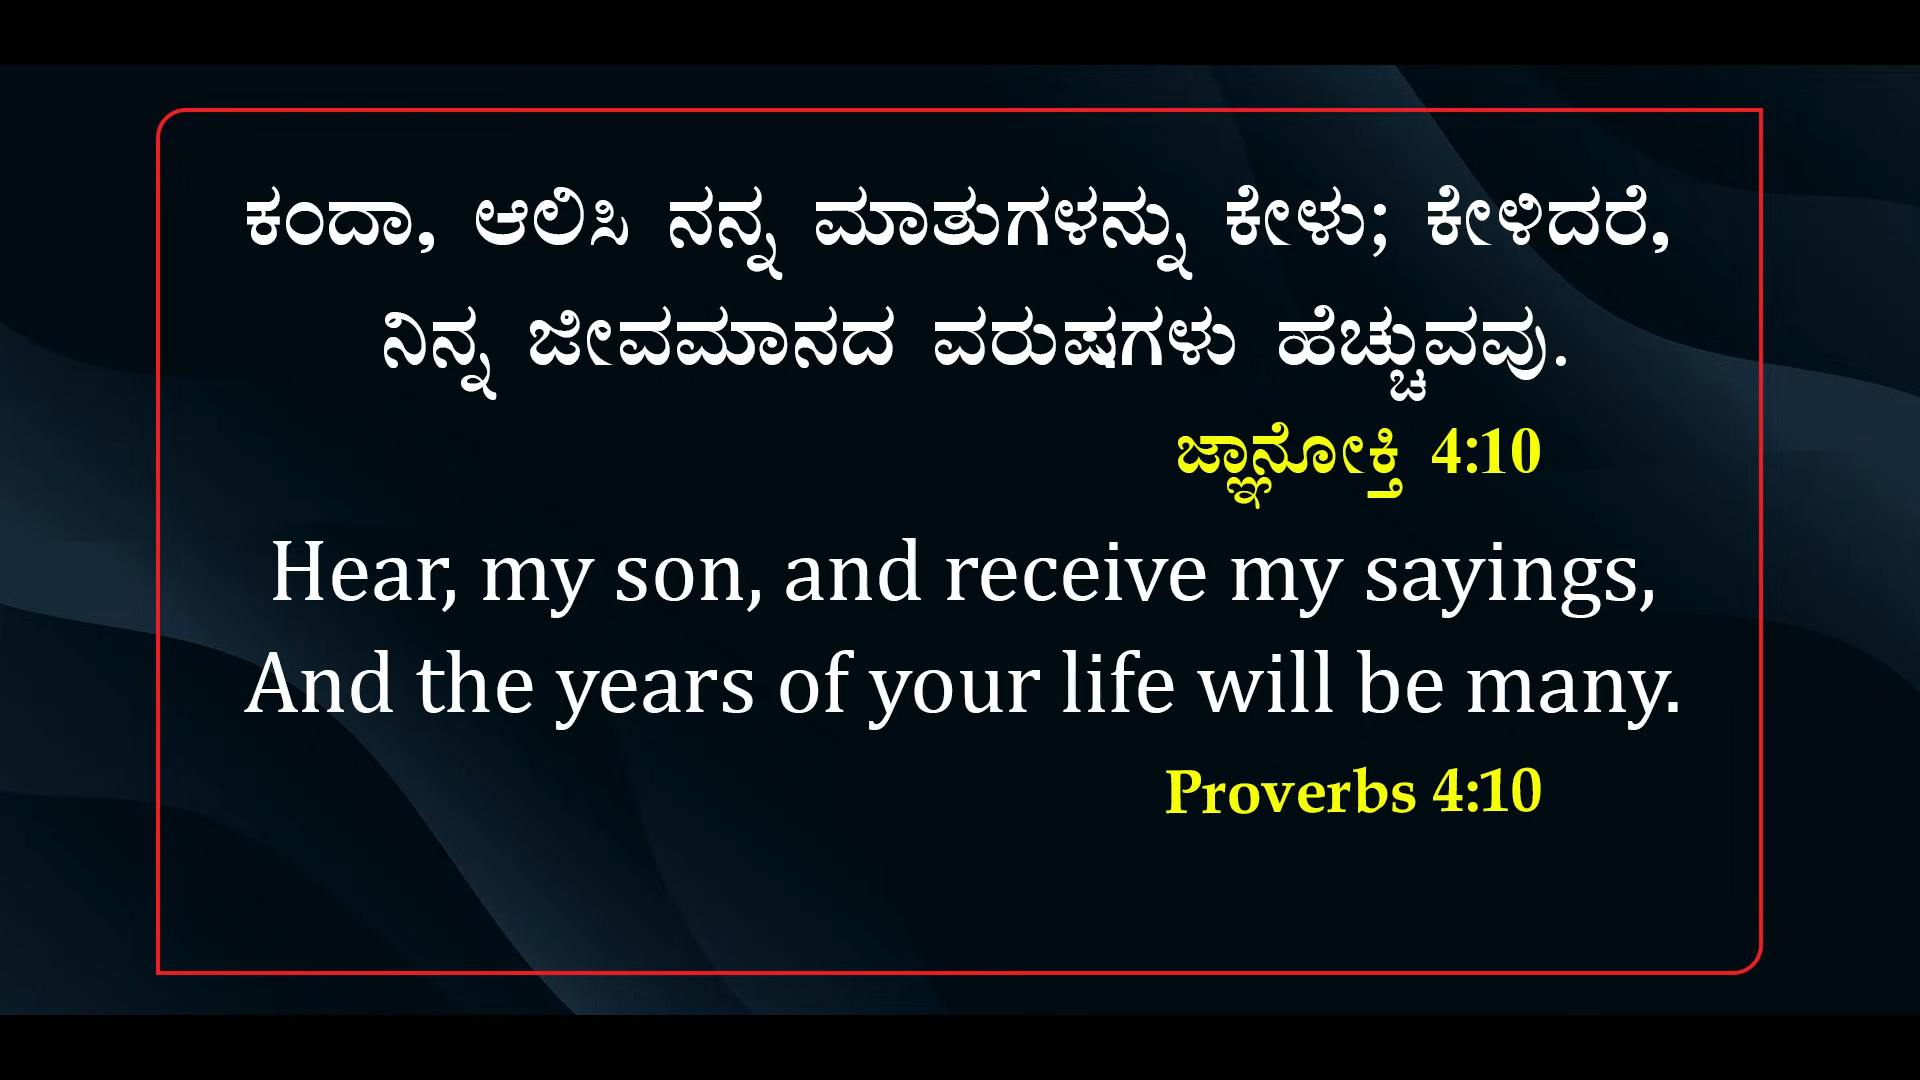 ಕಂದಾ, ಆಲಿಸಿ ನನ್ನ ಮಾತುಗಳನ್ನು ಕೇಳು; ಕೇಳಿದರೆ,
ನಿನ್ನ ಜೀವಮಾನದ ವರುಷಗಳು ಹೆಚ್ಚುವವು.
ಜ್ಞಾನೋಕ್ತಿ 4:10
Hear, my son, and receive my sayings,
And the years of your life will be many.
Proverbs 4:10